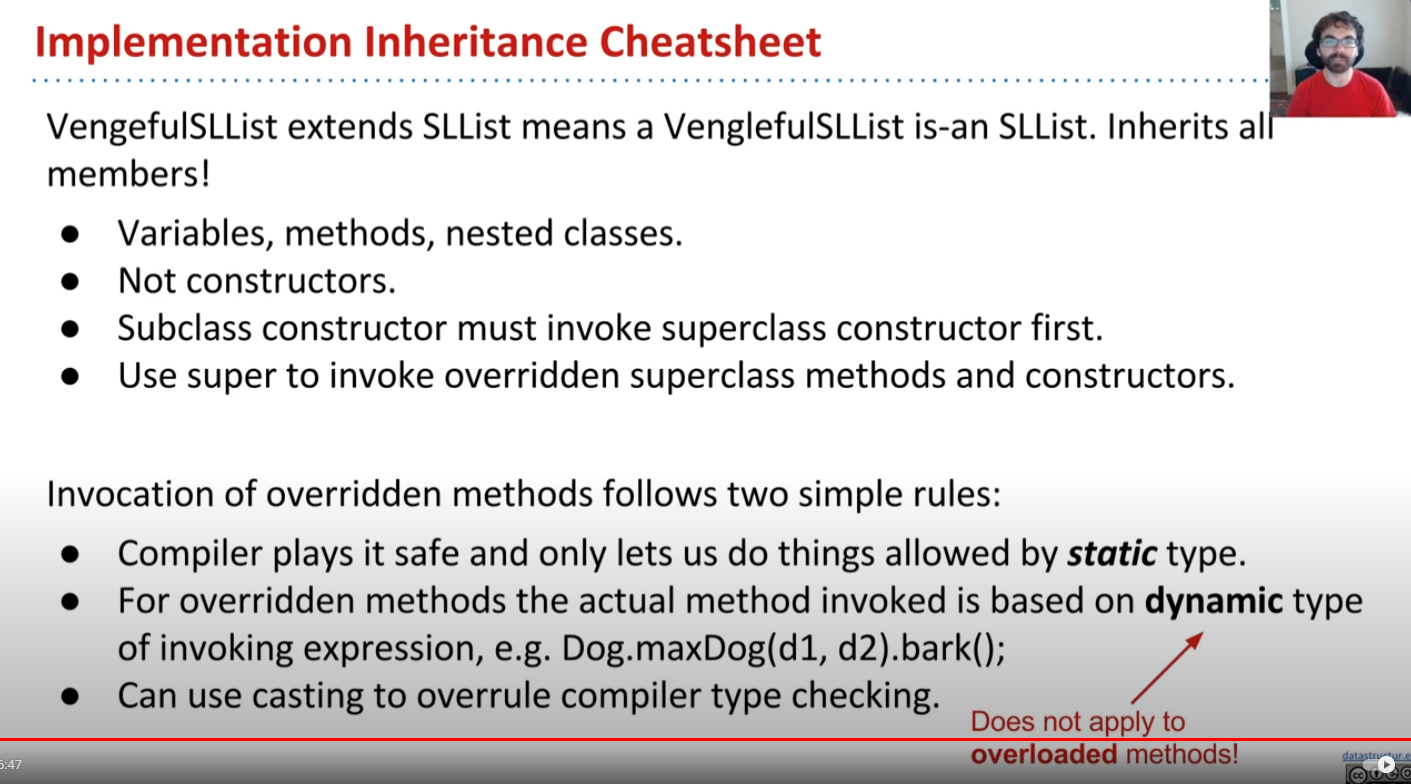 Implementation Inheritance Cheatsheet
VengefulSLList extends SLList means a VenglefulSLList is-an SLList. Inherits all
members!
● Variables, methods, nested classes.
● Not constructors.
● Subclass constructor must invoke superclass constructor first.
● Use super to invoke overridden superclass methods and constructors.
Invocation of overridden methods follows two simple rules:
● Compiler plays it safe and only lets us do things allowed by static type.
● For overridden methods the actual method invoked is based on dynamic type
of invoking expression, e.g. Dog.maxDog(d1, d2).bark();
● Can use casting to overrule compiler type checking.
Does not apply to
overloaded methods!
:47